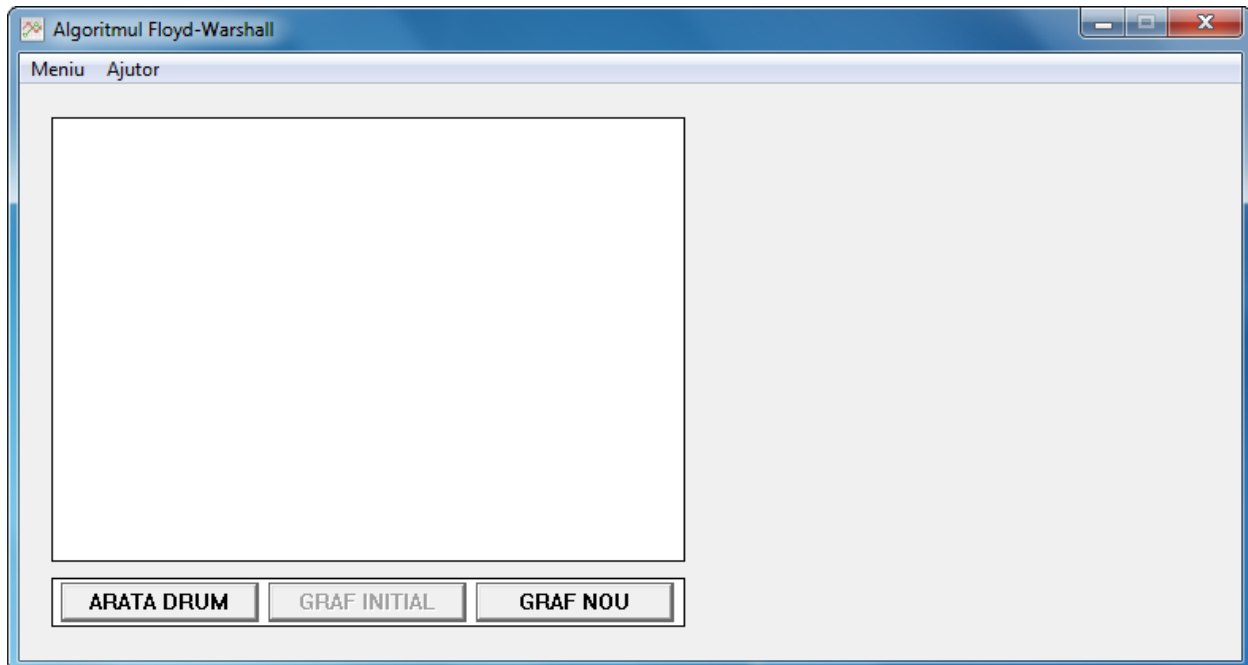 Algoritmul Floyd-Warshall
Meniu Ajutor
ARATA DRUM GRAF INITIAL GRAF NOU